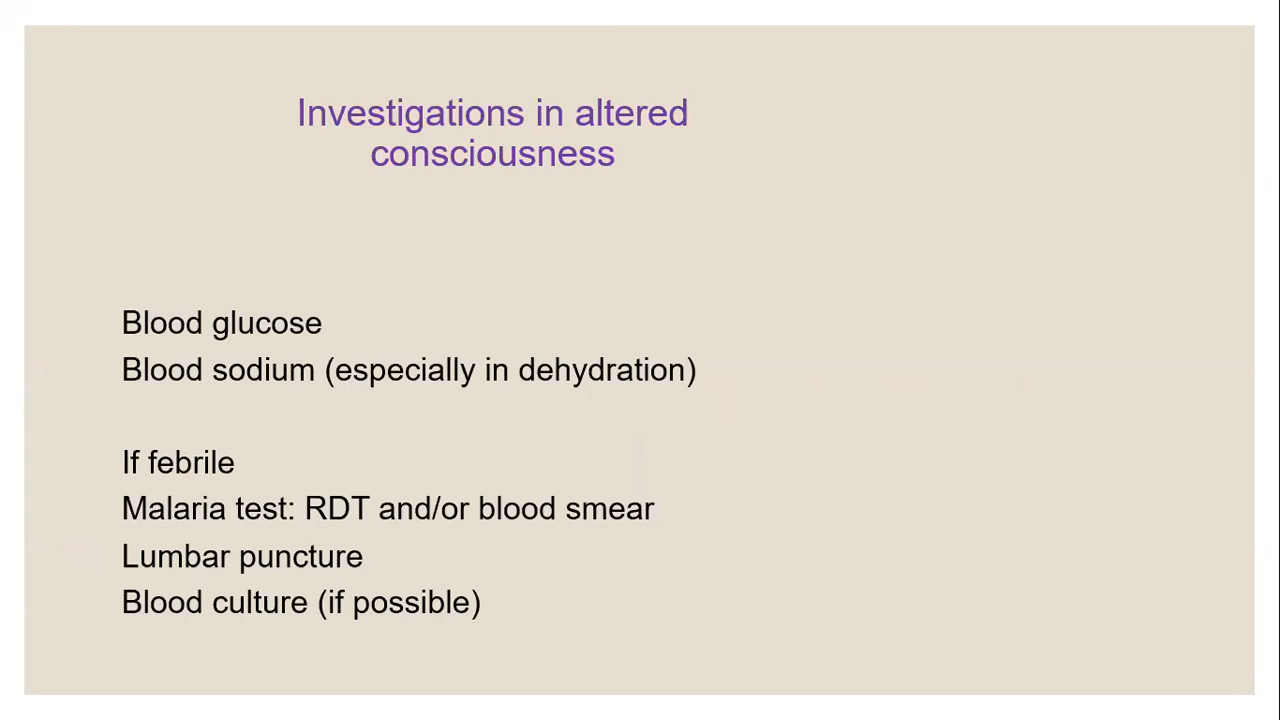 Investigations in altered
consciousness
Blood glucose
Blood sodium (especially in dehydration)
If febrile
Malaria test: RDT and/or blood smear
Lumbar puncture
Blood culture (if possible)